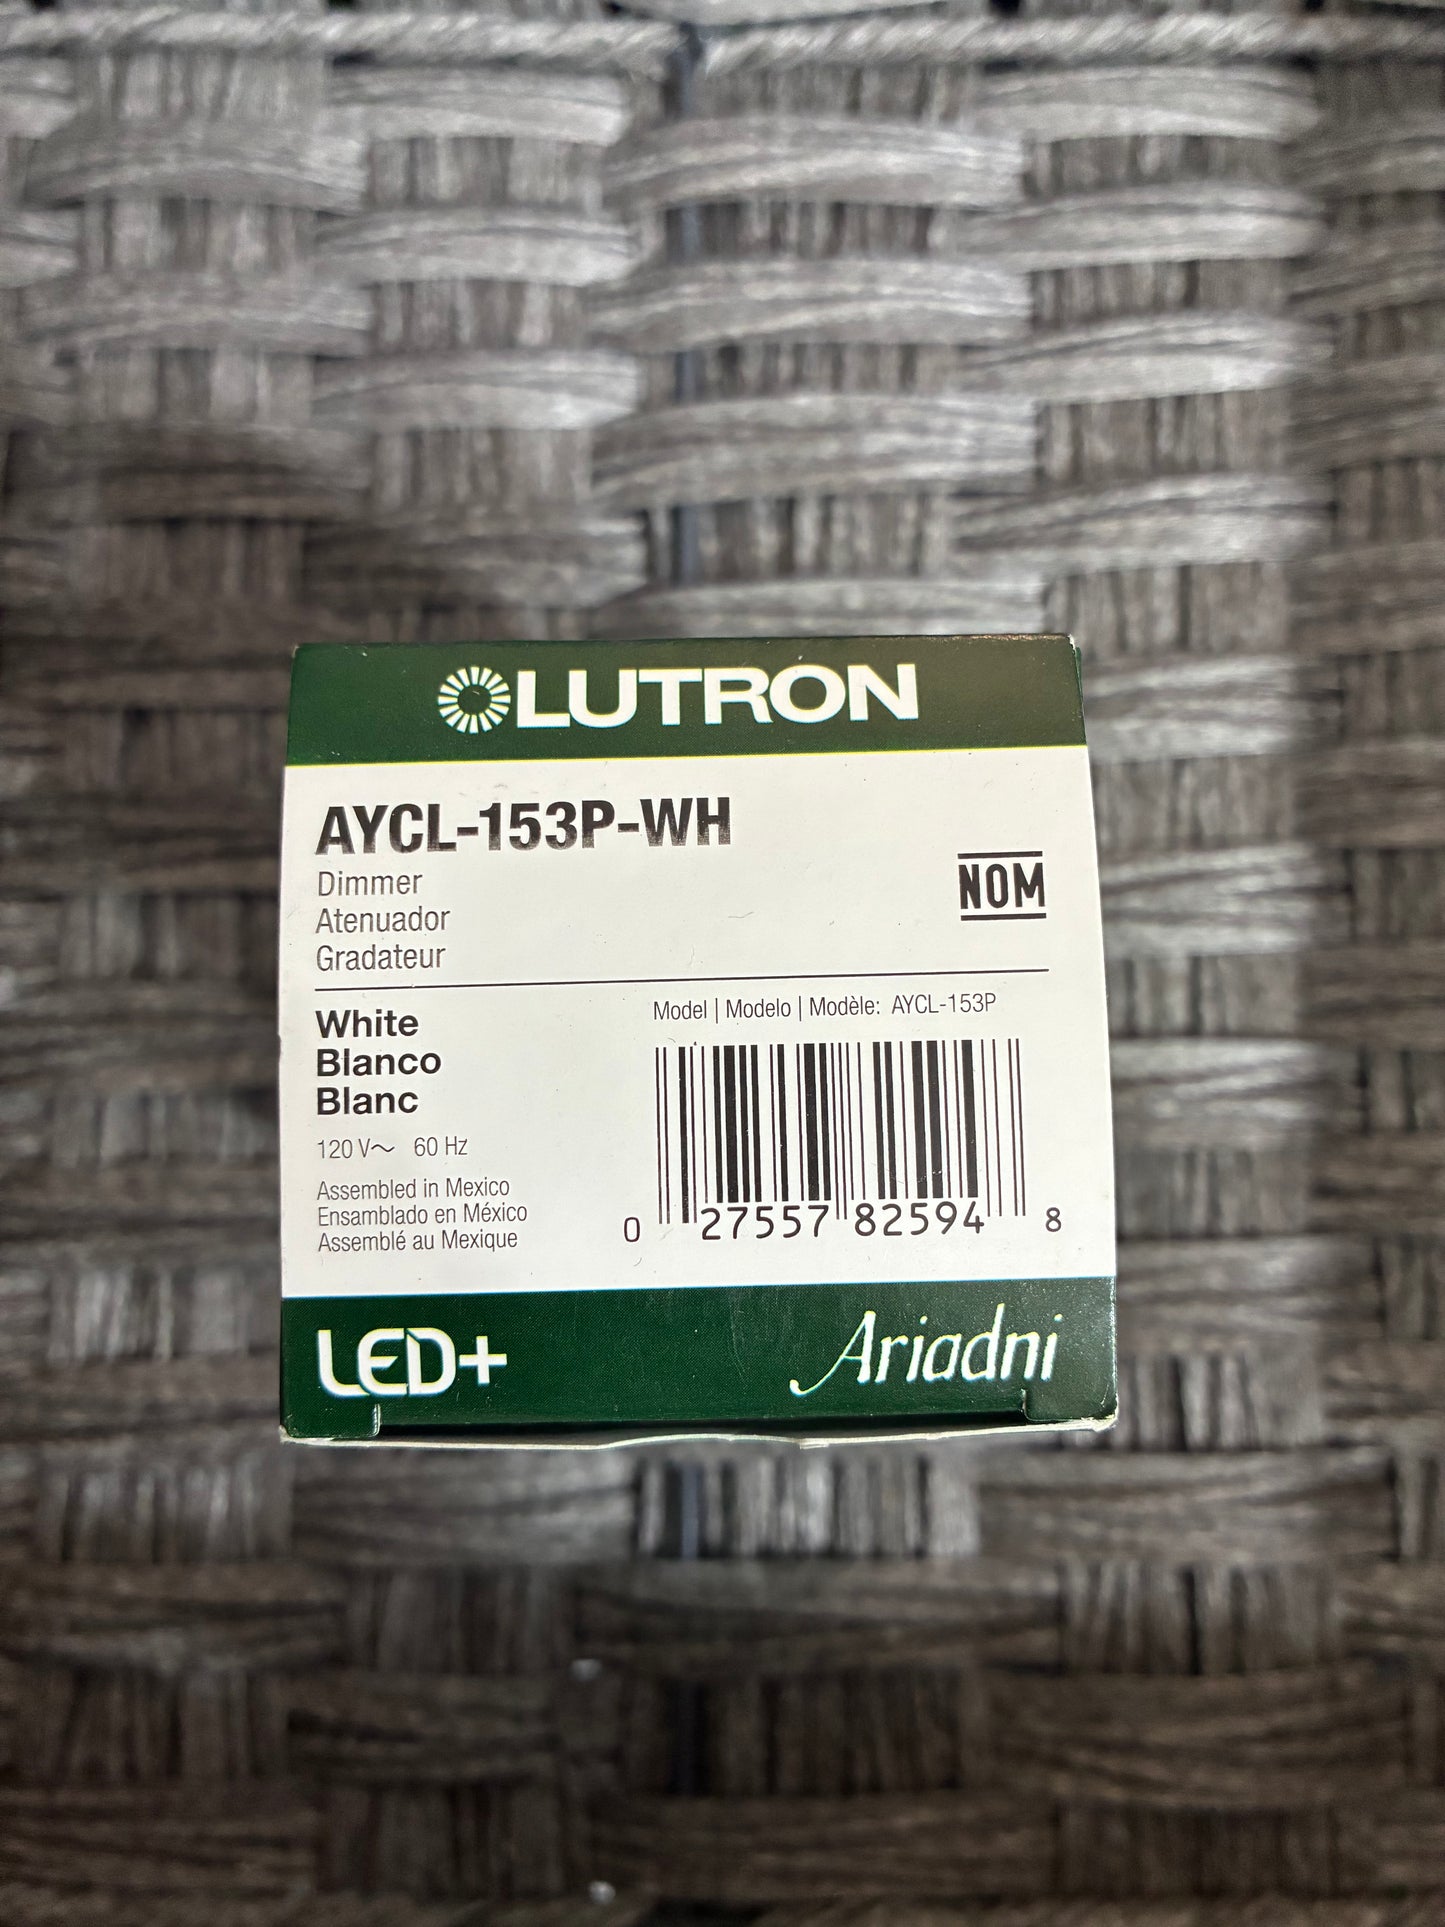 LUTRON
AYCL-153P-WH
Dimmer
Atenuador
Gradateur
NOM
White
Blanco
Blanc
Model | Modelo | Modèle: AYCL-153P
120 V~ 60 Hz
Assembled in Mexico
Ensamblado en México
Assemblé au Mexique
0 27557 82594 8
LED+
Ariadni